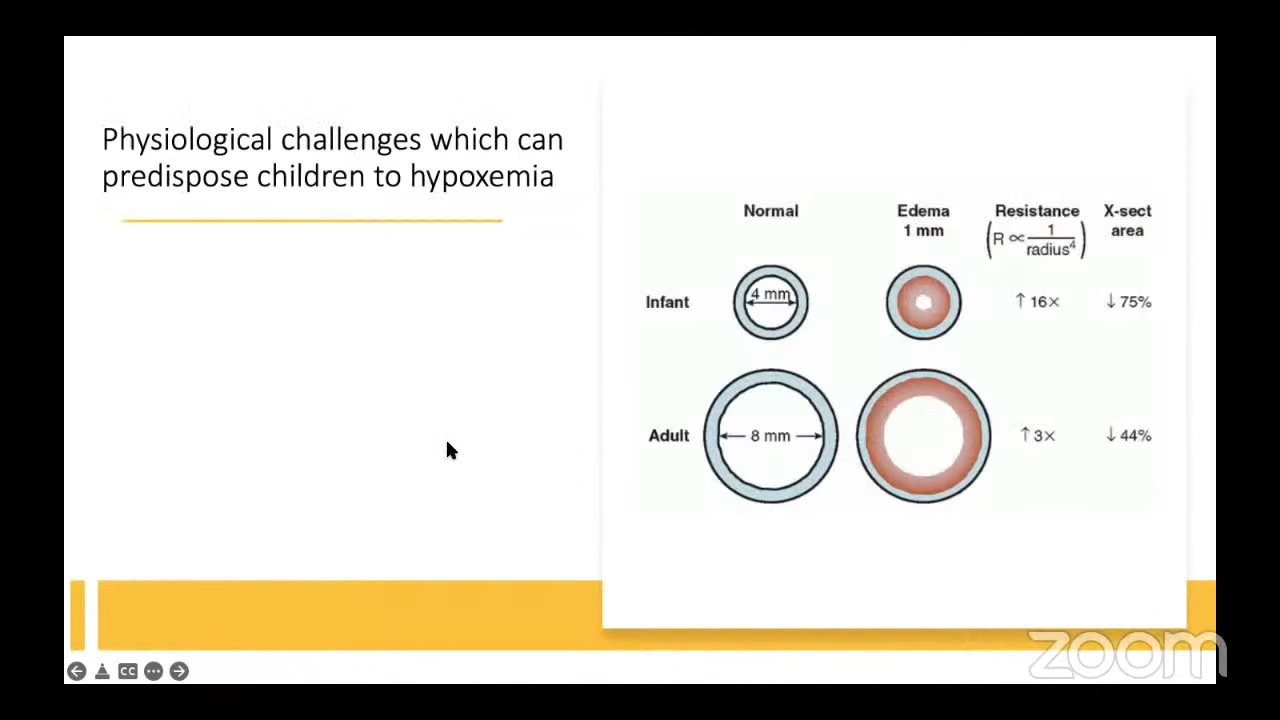 Physiological challenges which can
predispose children to hypoxemia
Normal
Edema
1 mm
Resistance
(R ∝ 1/radius⁴)
X-sect
area
Infant
4 mm
↑ 16×
↓ 75%
Adult
8 mm
↑ 3×
↓ 44%
CC
zoom